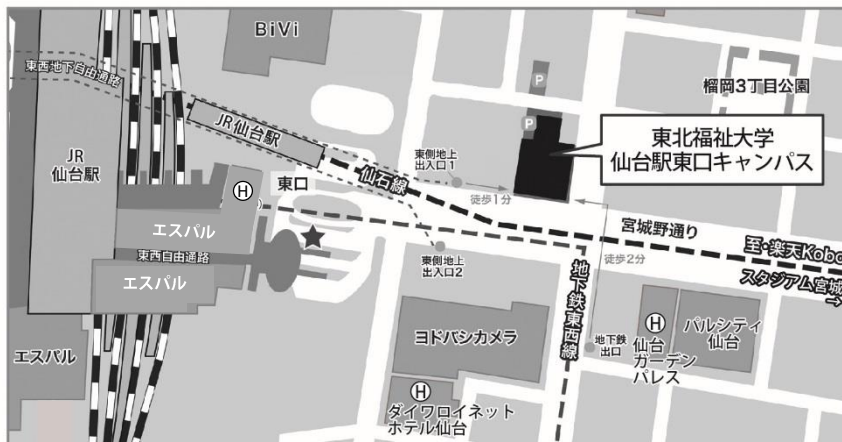 BiVi
東西地下自由通路
JR仙台駅
JR
仙台駅
仙石線
東口
H
エスパル
東西自由通路
エスパル
エスパル
P
P
榴岡3丁目公園
東北福祉大学
仙台駅東口キャンパス
東側地上
出入口1
徒歩1分
宮城野通り
至・楽天Kobo
スタジアム宮城
→
東側地上
出入口2
徒歩2分
地下鉄東西線
地下鉄
出口
ヨドバシカメラ
H
ダイワロイネット
ホテル仙台
H
仙台
ガーデン
パレス
パルシティ
仙台